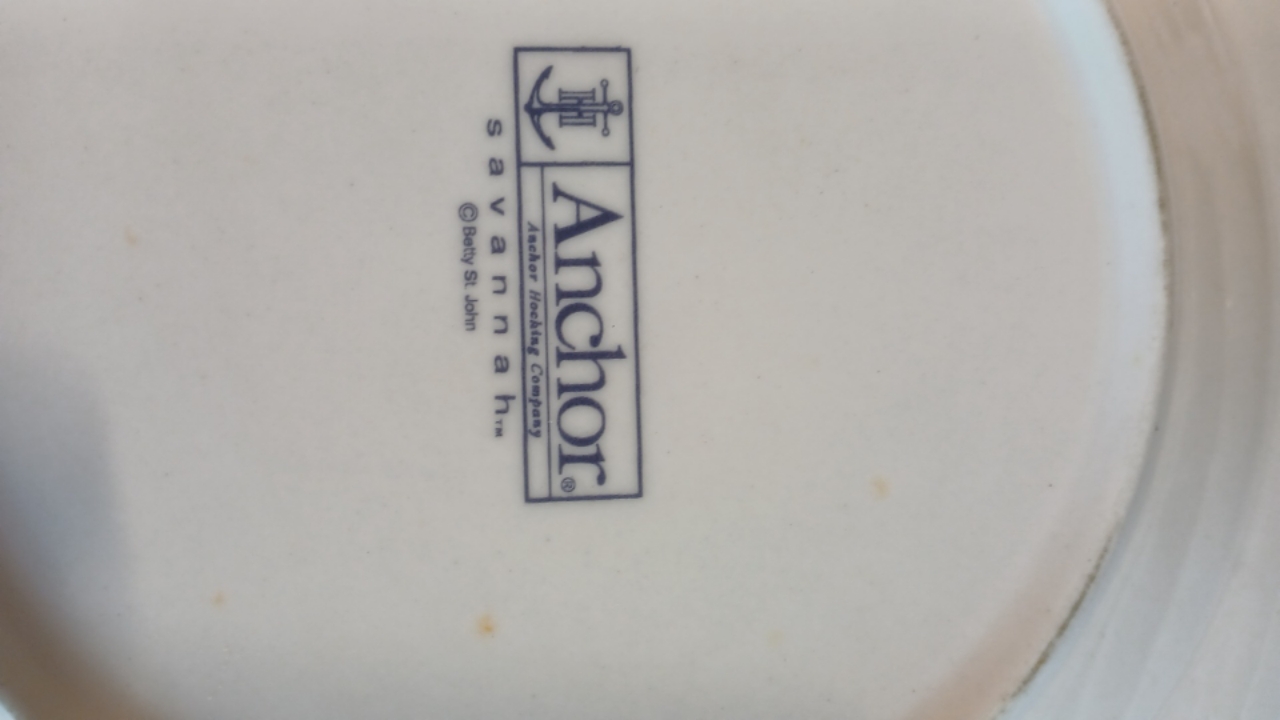 H
Anchor®
Anchor Hocking Company
savannah™
©Betty St. John